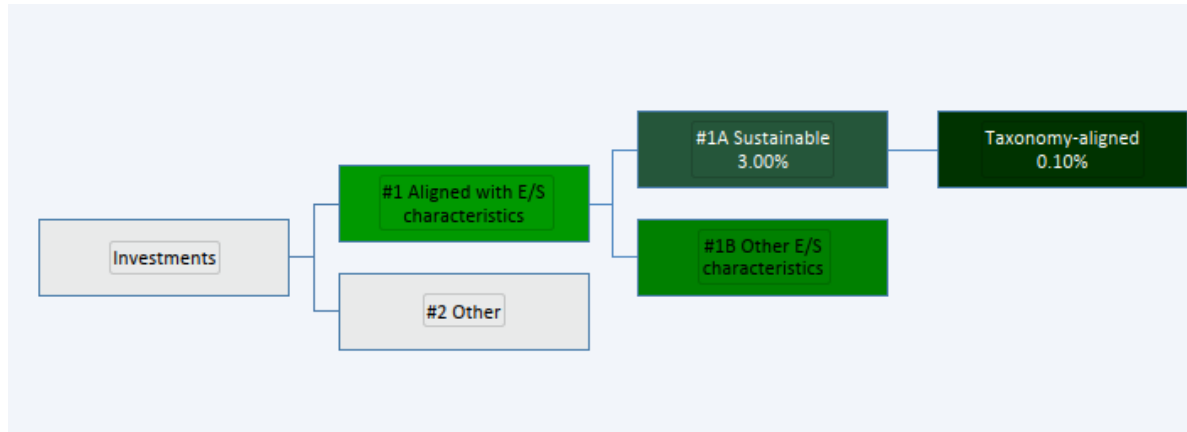 Investments
#1 Aligned with E/S
characteristics
#2 Other
#1A Sustainable
3.00%
#1B Other E/S
characteristics
Taxonomy-aligned
0.10%